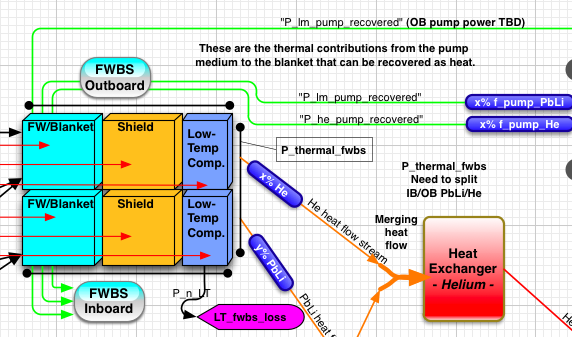 "P_lm_pump_recovered" (OB pump power TBD)
These are the thermal contributions from the pump
medium to the blanket that can be recovered as heat.
FWBS
Outboard
"P_lm_pump_recovered"
x% f_pump_PbLi
"P_he_pump_recovered"
x% f_pump_He
FW/Blanket
Shield
Low-
Temp
Comp.
P_thermal_fwbs
P_thermal_fwbs
Need to split
IB/OB PbLi/He
x% He
He heat flow stream
Merging
heat
flow
FW/Blanket
Shield
Low-
Temp
Comp.
y% PbLi
PbLi heat
Heat
Exchanger
- Helium -
FWBS
Inboard
P_n_LT
LT_fwbs_loss